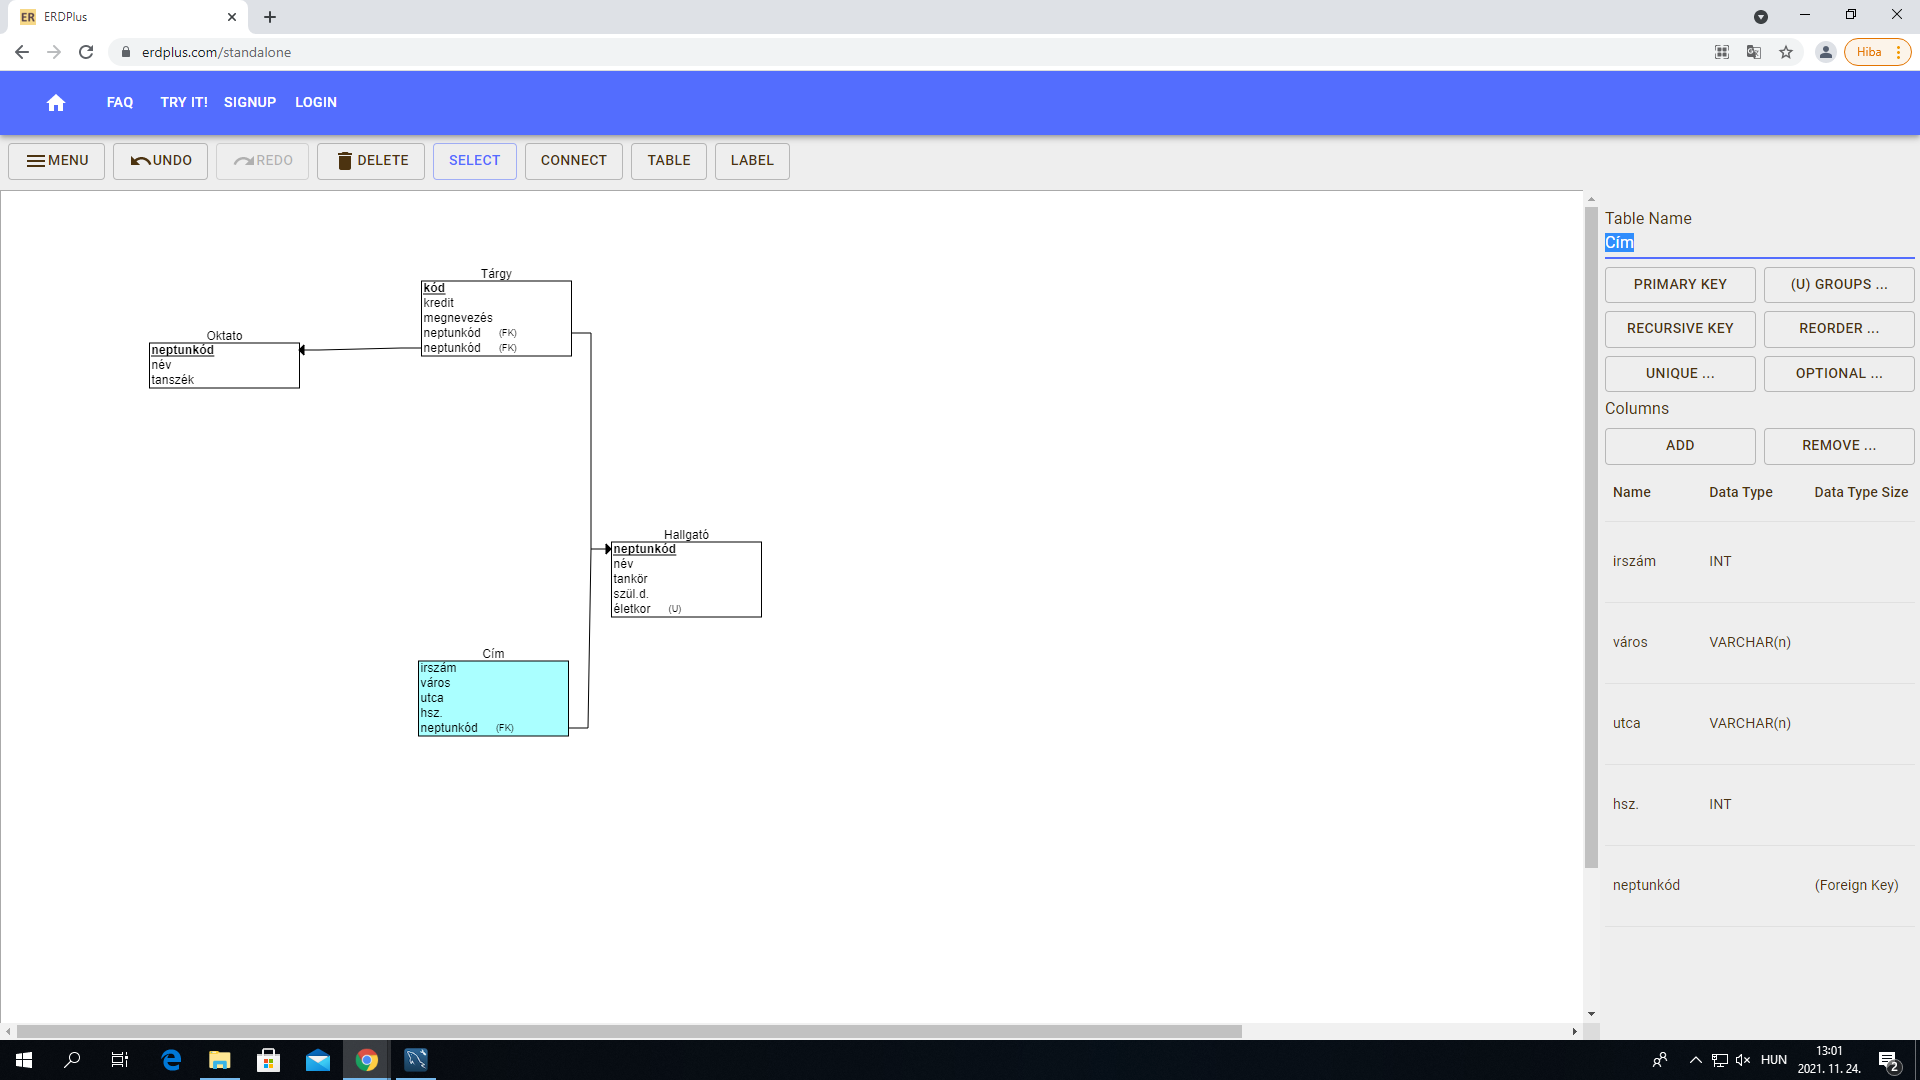 ER ERDPlus
erdplus.com/standalone
Hiba
FAQ TRY IT! SIGNUP LOGIN
MENU UNDO REDO DELETE SELECT CONNECT TABLE LABEL
Tárgy
kód
kredit
megnevezés
neptunkód (FK)
neptunkód (FK)
Oktato
neptunkód
név
tanszék
Hallgató
neptunkód
név
tankör
szül.d.
életkor (U)
Cím
irszám
város
utca
hsz.
neptunkód (FK)
Table Name
Cím
PRIMARY KEY (U) GROUPS ...
RECURSIVE KEY REORDER ...
UNIQUE ... OPTIONAL ...
Columns
ADD REMOVE ...
Name Data Type Data Type Size
irszám INT
város VARCHAR(n)
utca VARCHAR(n)
hsz. INT
neptunkód (Foreign Key)
HUN
13:01
2021. 11. 24.
2